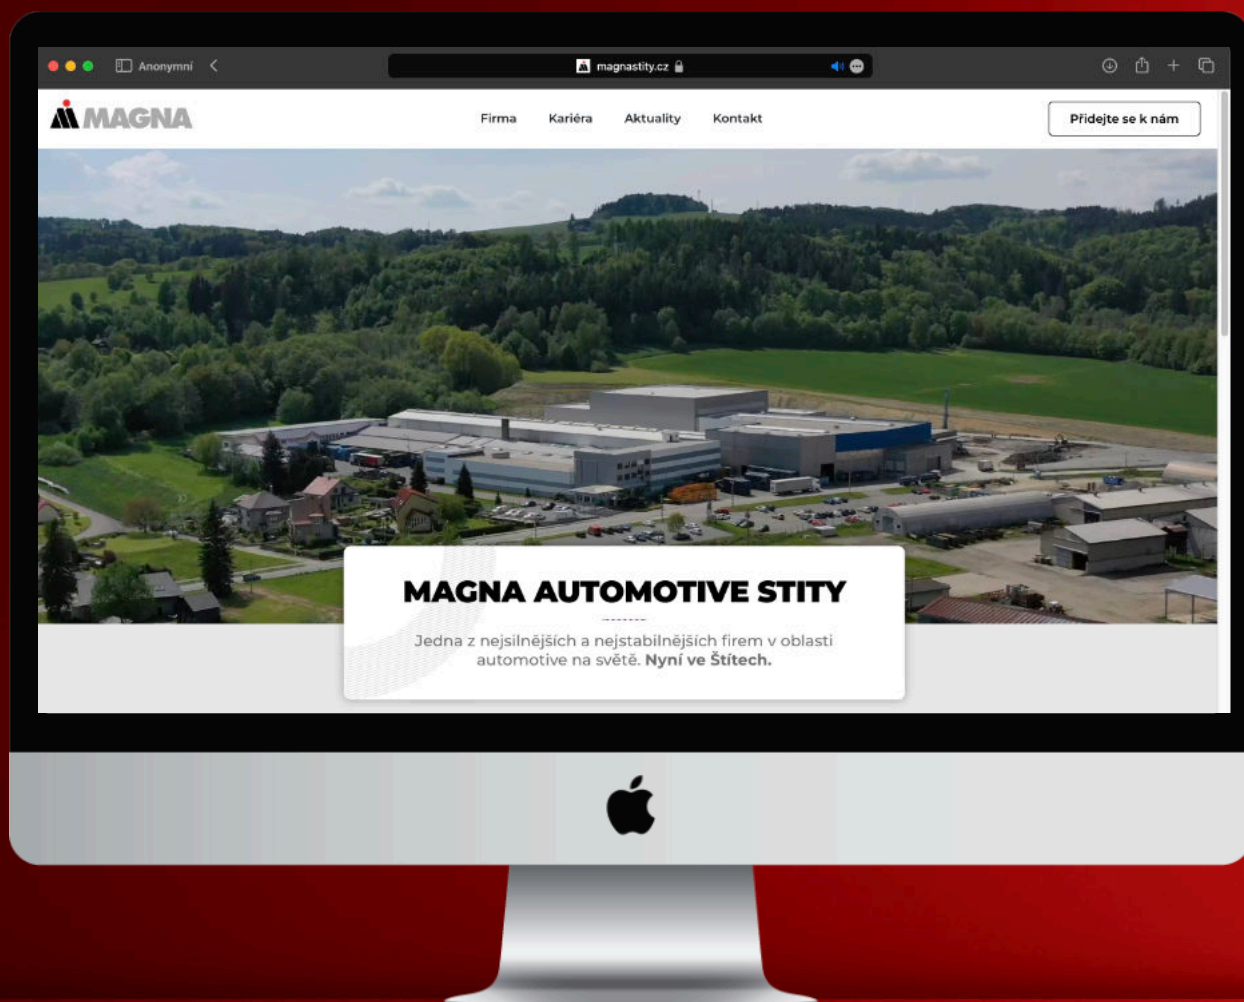 Anonymní
magnastity.cz
MAGNA
Firma
Kariéra
Aktuality
Kontakt
Přidejte se k nám
MAGNA AUTOMOTIVE STITY
Jedna z nejsilnějších a nejstabilnějších firem v oblasti
automotive na světě. Nyní ve Štítech.